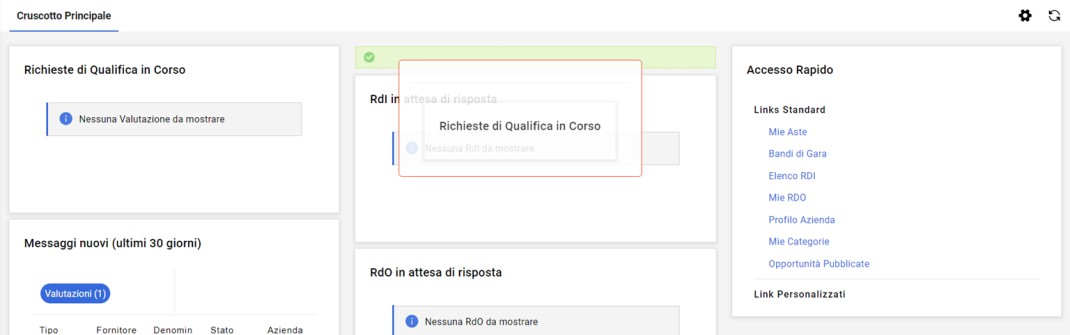 Cruscotto Principale
Richieste di Qualifica in Corso
Nessuna Valutazione da mostrare
Messaggi nuovi (ultimi 30 giorni)
Valutazioni (1)
Tipo Fornitore Denomin Stato Azienda
RdI in attesa di risposta
Richieste di Qualifica in Corso
Nessuna RdI da mostrare
RdO in attesa di risposta
Nessuna RdO da mostrare
Accesso Rapido
Links Standard
Mie Aste
Bandi di Gara
Elenco RDI
Mie RDO
Profilo Azienda
Mie Categorie
Opportunità Pubblicate
Link Personalizzati